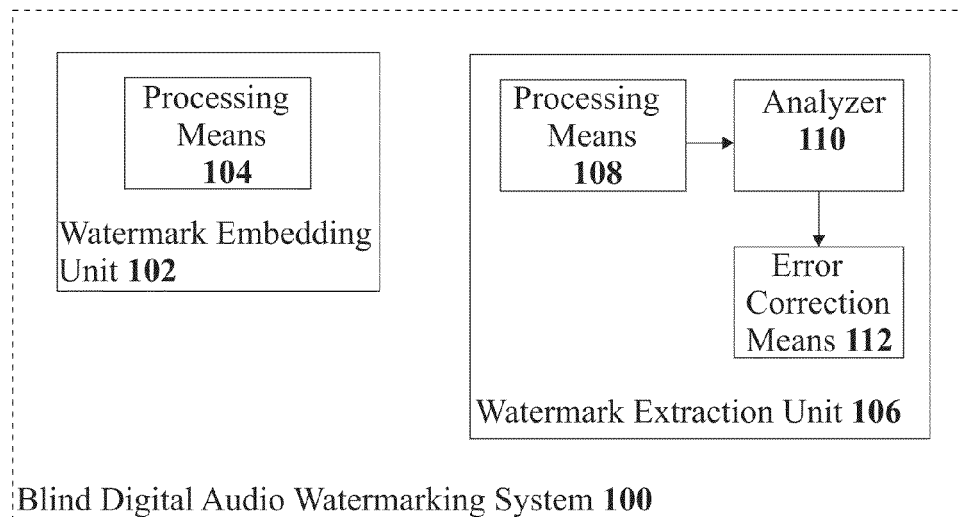 Processing
Means
104
Watermark Embedding
Unit 102
Processing
Means
108
Analyzer
110
Error
Correction
Means 112
Watermark Extraction Unit 106
Blind Digital Audio Watermarking System 100